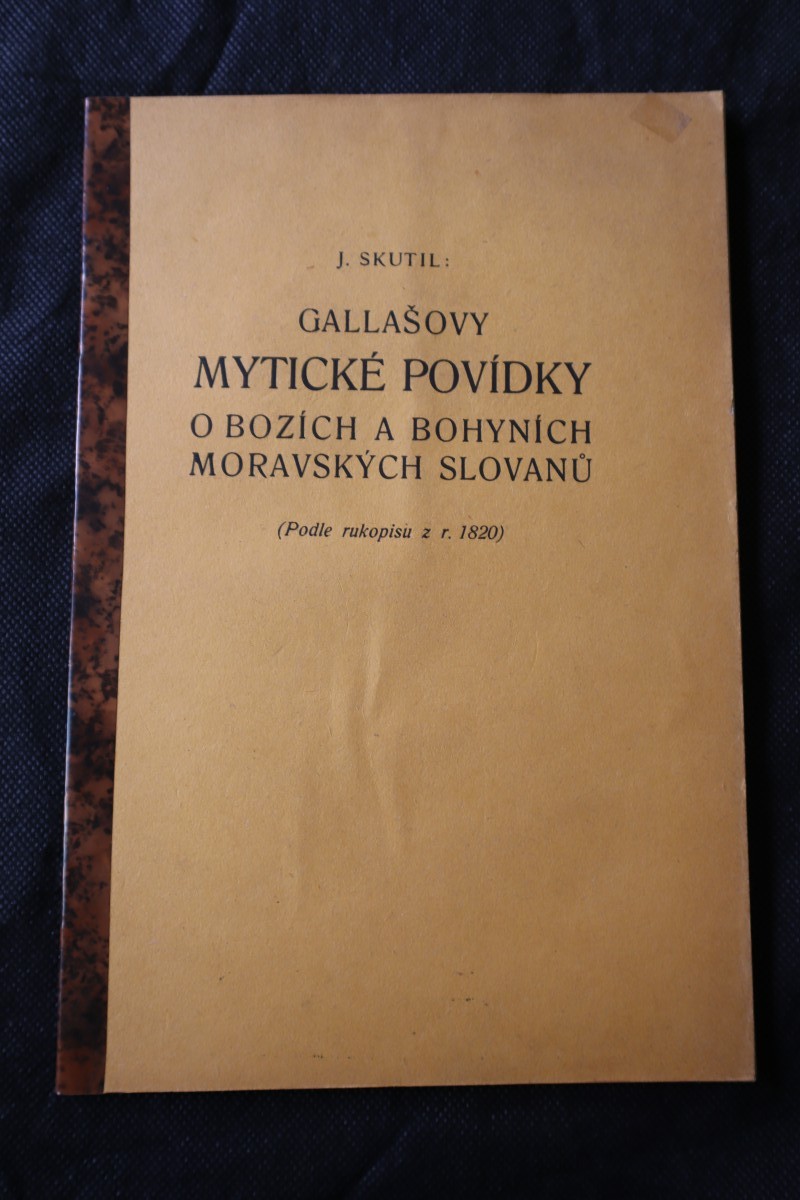 J. SKUTIL:
GALLAŠOVY
MYTICKÉ POVÍDKY
O BOZÍCH A BOHYNÍCH
MORAVSKÝCH SLOVANŮ
(Podle rukopisu z r. 1820)